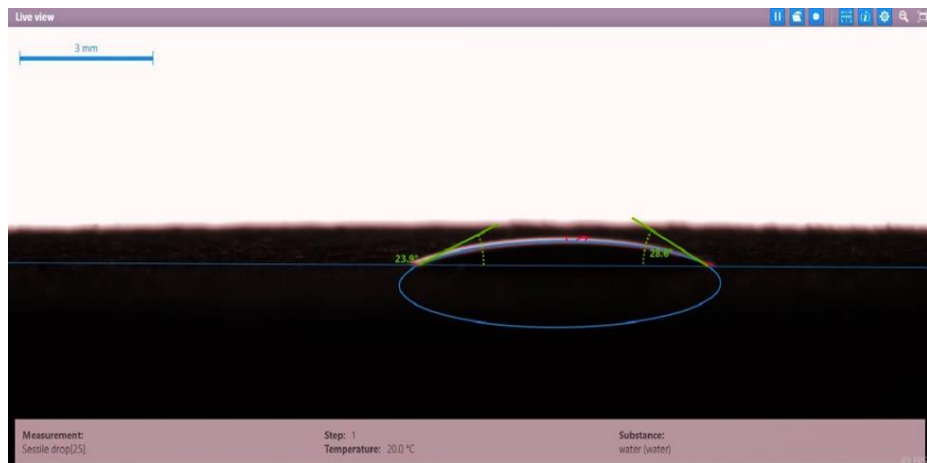 Live view
3 mm
23.9°
28.6°
Measurement:
Sessile drop[25]
Step: 1
Temperature: 20.0 °C
Substance:
water (water)